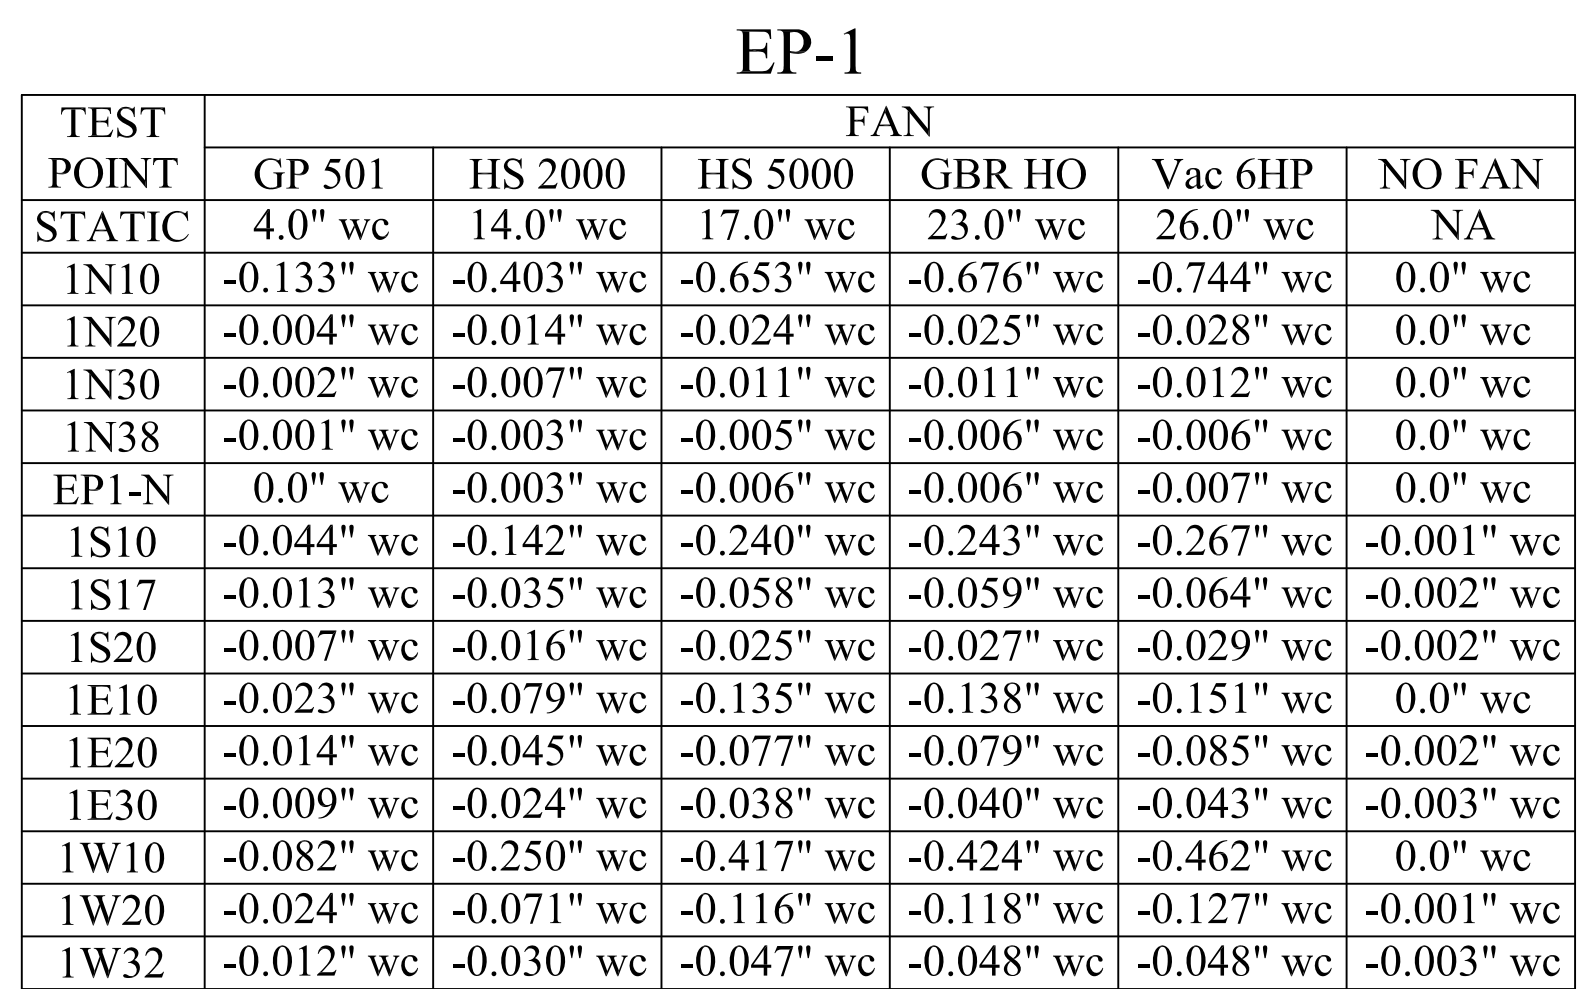 EP-1
TEST POINT FAN
GP 501 HS 2000 HS 5000 GBR HO Vac 6HP NO FAN
STATIC 4.0" wc 14.0" wc 17.0" wc 23.0" wc 26.0" wc NA
1N10 -0.133" wc -0.403" wc -0.653" wc -0.676" wc -0.744" wc 0.0" wc
1N20 -0.004" wc -0.014" wc -0.024" wc -0.025" wc -0.028" wc 0.0" wc
1N30 -0.002" wc -0.007" wc -0.011" wc -0.011" wc -0.012" wc 0.0" wc
1N38 -0.001" wc -0.003" wc -0.005" wc -0.006" wc -0.006" wc 0.0" wc
EP1-N 0.0" wc -0.003" wc -0.006" wc -0.006" wc -0.007" wc 0.0" wc
1S10 -0.044" wc -0.142" wc -0.240" wc -0.243" wc -0.267" wc -0.001" wc
1S17 -0.013" wc -0.035" wc -0.058" wc -0.059" wc -0.064" wc -0.002" wc
1S20 -0.007" wc -0.016" wc -0.025" wc -0.027" wc -0.029" wc -0.002" wc
1E10 -0.023" wc -0.079" wc -0.135" wc -0.138" wc -0.151" wc 0.0" wc
1E20 -0.014" wc -0.045" wc -0.077" wc -0.079" wc -0.085" wc -0.002" wc
1E30 -0.009" wc -0.024" wc -0.038" wc -0.040" wc -0.043" wc -0.003" wc
1W10 -0.082" wc -0.250" wc -0.417" wc -0.424" wc -0.462" wc 0.0" wc
1W20 -0.024" wc -0.071" wc -0.116" wc -0.118" wc -0.127" wc -0.001" wc
1W32 -0.012" wc -0.030" wc -0.047" wc -0.048" wc -0.048" wc -0.003" wc